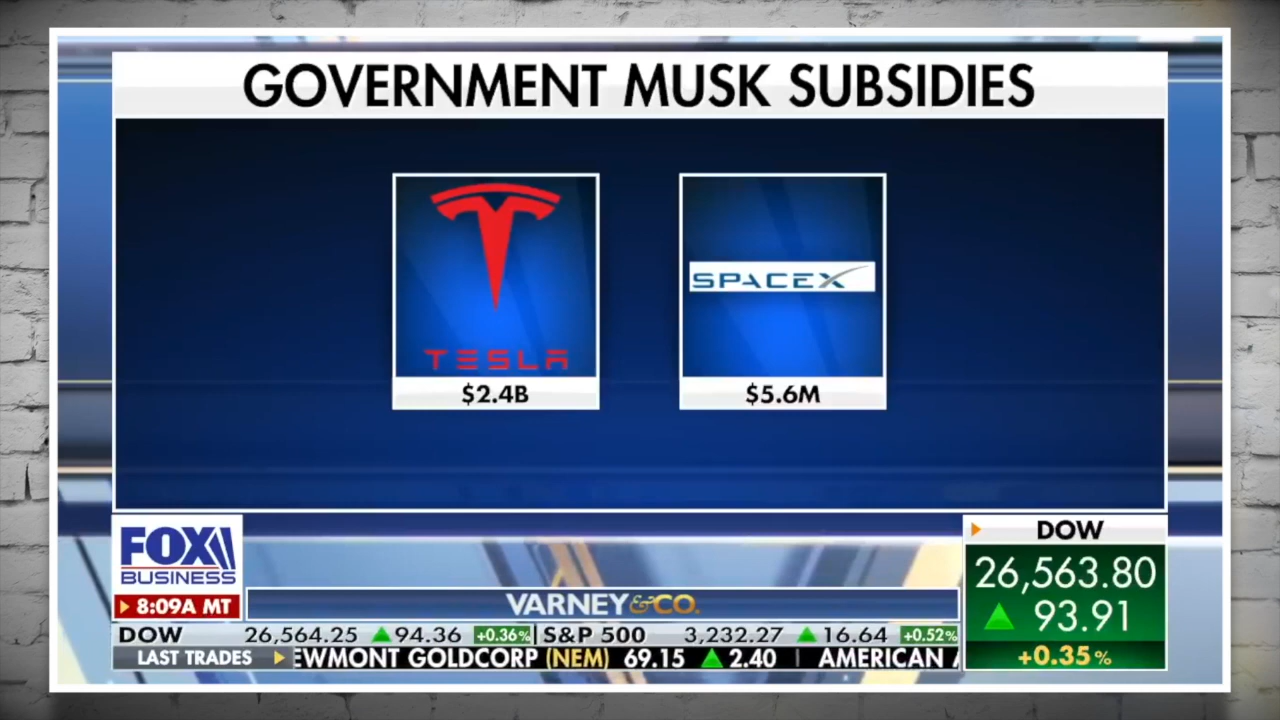 GOVERNMENT MUSK SUBSIDIES
TESLA
$2.4B
SPACEX
$5.6M
FOX
BUSINESS
8:09A MT
VARNEY & CO.
DOW
26,563.80
93.91
+0.35%
DOW 26,564.25 94.36 +0.36% S&P 500 3,232.27 16.64 +0.52%
LAST TRADES EWMONT GOLDCORP (NEM) 69.15 2.40 AMERICAN